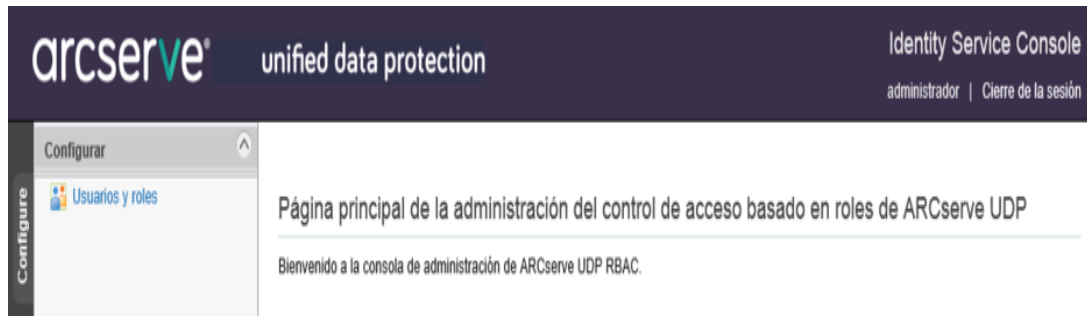 arcserve® unified data protection
Identity Service Console
administrador | Cierre de la sesión
Configure
Configurar
Usuarios y roles
Página principal de la administración del control de acceso basado en roles de ARCserve UDP
Bienvenido a la consola de administración de ARCserve UDP RBAC.